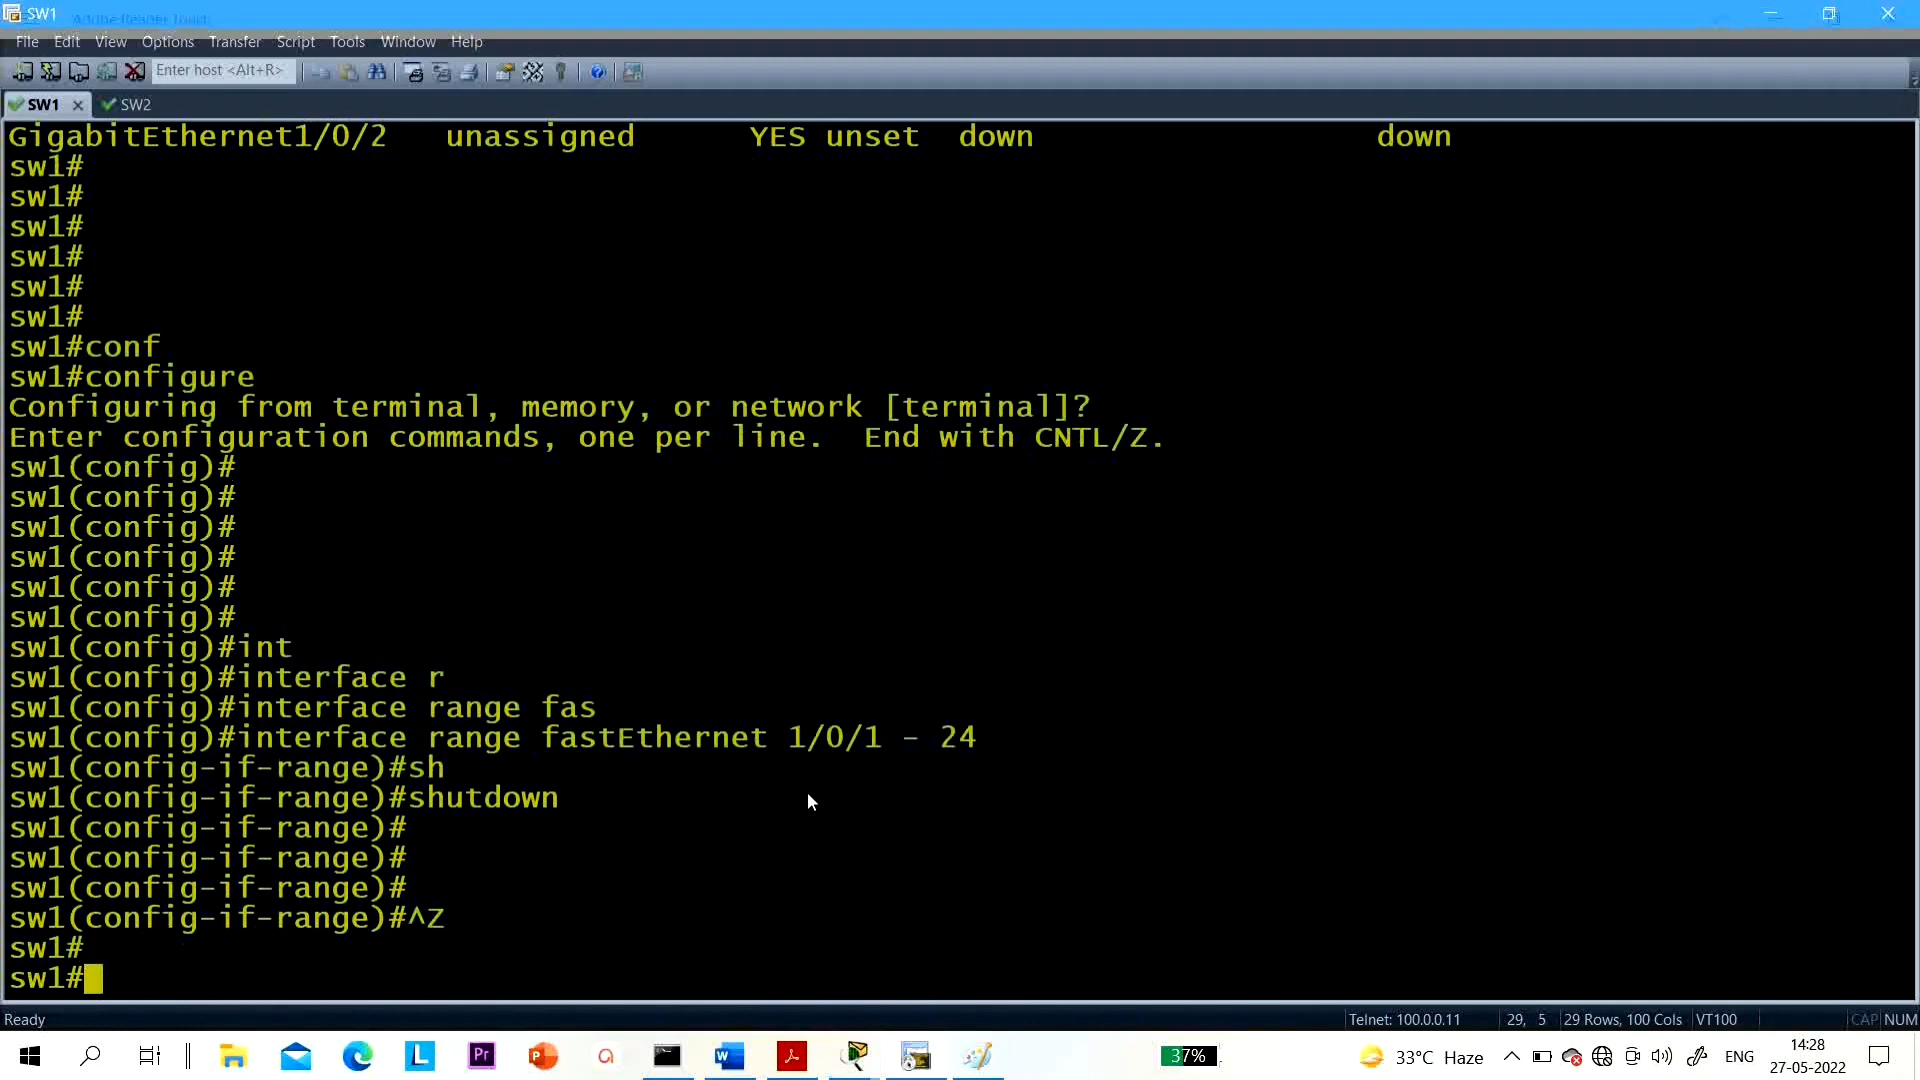 SW1
File Edit View Options Transfer Script Tools Window Help
Enter host <Alt+R>
SW1 SW2
GigabitEthernet1/0/2 unassigned YES unset down down
sw1#
sw1#
sw1#
sw1#
sw1#
sw1#
sw1#conf
sw1#configure
Configuring from terminal, memory, or network [terminal]?
Enter configuration commands, one per line. End with CNTL/Z.
sw1(config)#
sw1(config)#
sw1(config)#
sw1(config)#
sw1(config)#
sw1(config)#
sw1(config)#int
sw1(config)#interface r
sw1(config)#interface range fas
sw1(config)#interface range fastEthernet 1/0/1 - 24
sw1(config-if-range)#sh
sw1(config-if-range)#shutdown
sw1(config-if-range)#
sw1(config-if-range)#
sw1(config-if-range)#
sw1(config-if-range)#^Z
sw1#
sw1#
Ready Telnet: 100.0.0.11 29, 5 29 Rows, 100 Cols VT100 CAP NUM
L Pr P W 37% 33°C Haze ENG 14:28
27-05-2022